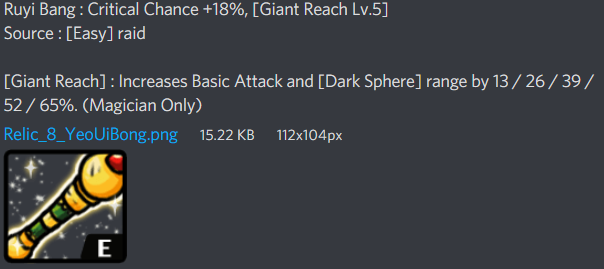 Ruyi Bang : Critical Chance +18%, [Giant Reach Lv.5]
Source : [Easy] raid
[Giant Reach] : Increases Basic Attack and [Dark Sphere] range by 13 / 26 / 39 /
52 / 65%. (Magician Only)
Relic_8_YeoUiBong.png 15.22 KB 112x104px
E